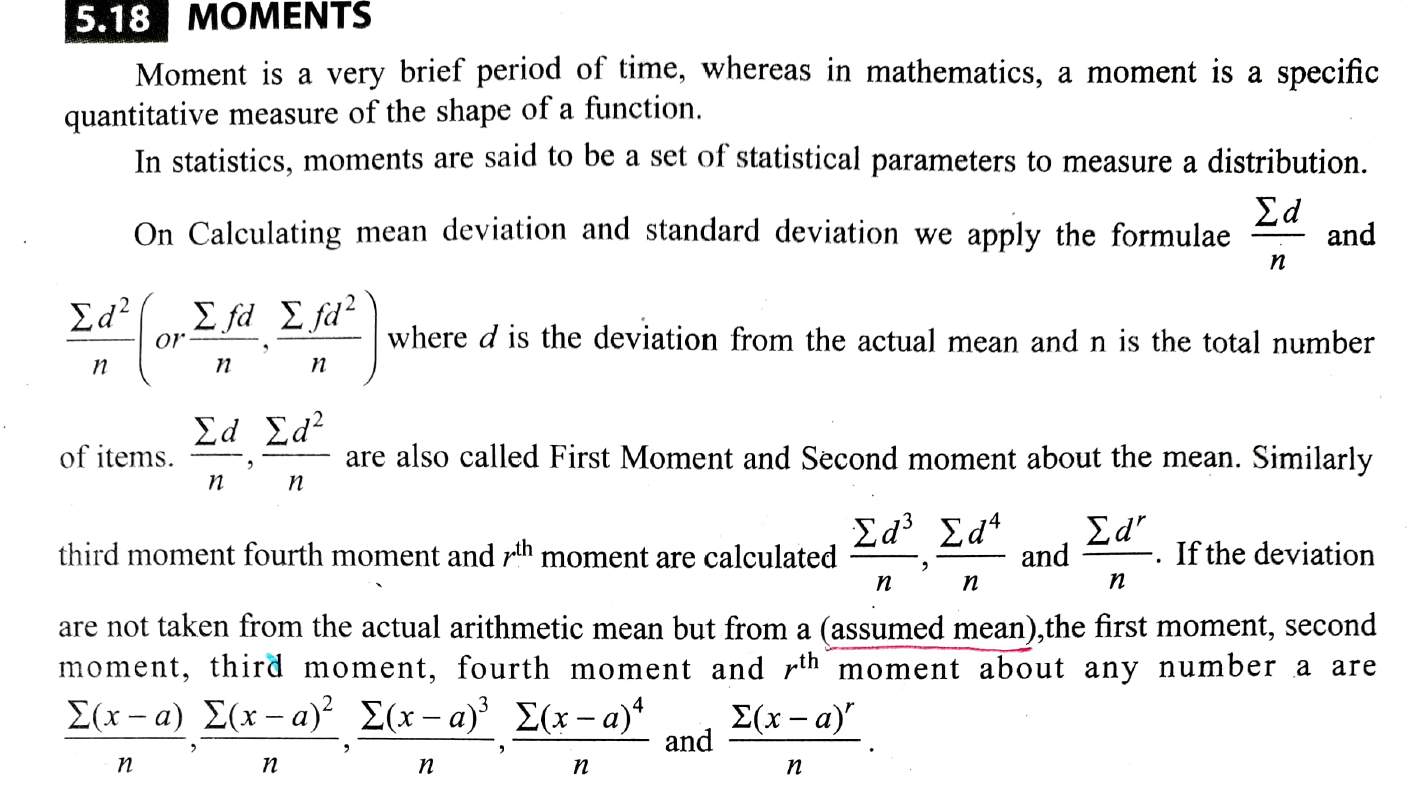 5.18 MOMENTS
Moment is a very brief period of time, whereas in mathematics, a moment is a specific
quantitative measure of the shape of a function.
In statistics, moments are said to be a set of statistical parameters to measure a distribution.
On Calculating mean deviation and standard deviation we apply the formulae Σd/n and
Σd²/n (or Σfd/n, Σfd²/n) where d is the deviation from the actual mean and n is the total number
of items. Σd/n, Σd²/n are also called First Moment and Second moment about the mean. Similarly
third moment fourth moment and rᵗʰ moment are calculated Σd³/n, Σd⁴/n and Σdʳ/n. If the deviation
are not taken from the actual arithmetic mean but from a (assumed mean),the first moment, second
moment, third moment, fourth moment and rᵗʰ moment about any number a are
Σ(x – a)/n, Σ(x – a)²/n, Σ(x – a)³/n, Σ(x – a)⁴/n and Σ(x – a)ʳ/n.